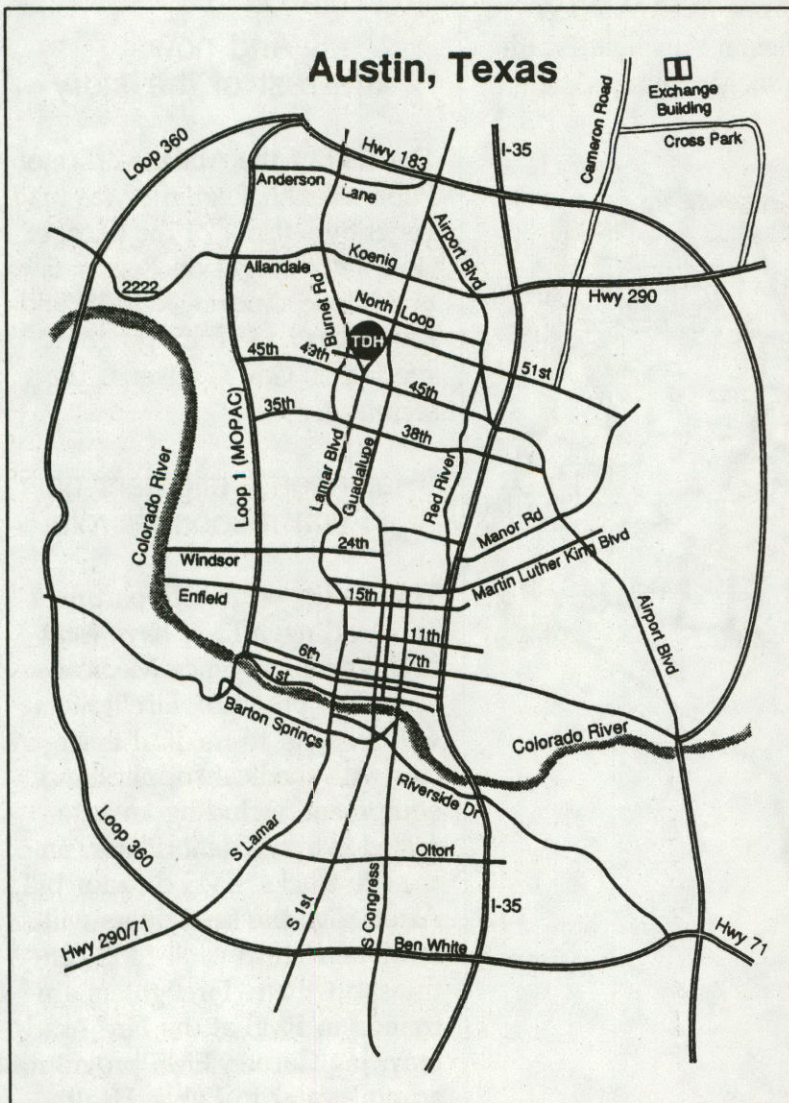 Austin, Texas
Exchange
Building
Cross Park
Cameron Road
I-35
Hwy 183
Loop 360
Anderson
Lane
Airport Blvd
Koenig
Allandale
2222
Hwy 290
Burnet Rd
North Loop
TDH
45th
49th
51st
45th
35th
38th
Loop 1 (MOPAC)
Lamar Blvd
Guadalupe
Red River
Colorado River
Manor Rd
24th
Windsor
Martin Luther King Blvd
15th
Enfield
11th
Airport Blvd
6th
7th
1st
Barton Springs
Colorado River
Riverside Dr
S Lamar
Oltorf
Loop 360
S 1st
S Congress
I-35
Ben White
Hwy 71
Hwy 290/71